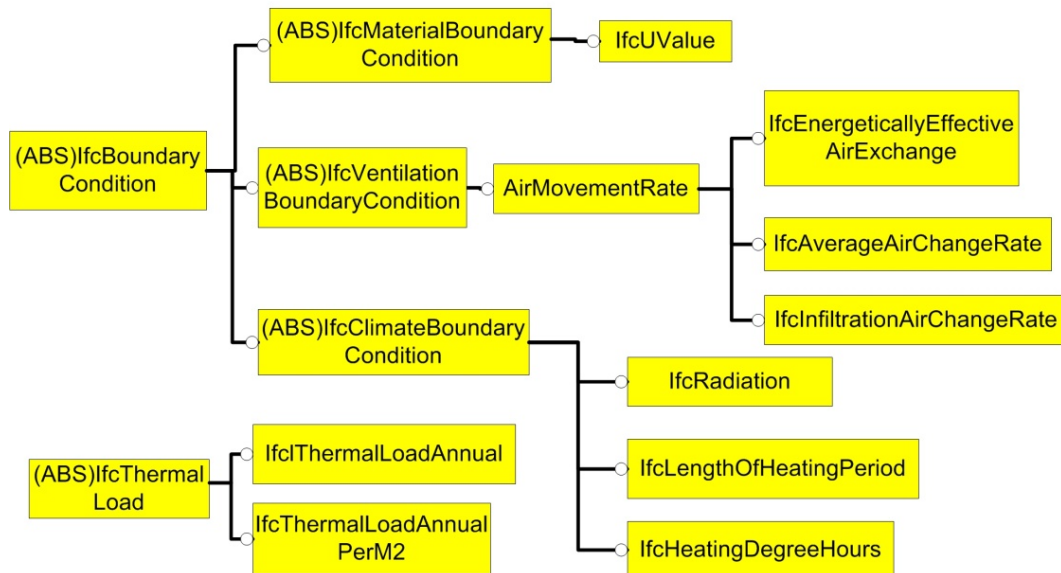 (ABS)IfcMaterialBoundary
Condition
IfcUValue
(ABS)IfcBoundary
Condition
(ABS)IfcVentilation
BoundaryCondition
AirMovementRate
IfcEnergeticallyEffective
AirExchange
IfcAverageAirChangeRate
IfcInfiltrationAirChangeRate
(ABS)IfcClimateBoundary
Condition
IfcRadiation
IfcLengthOfHeatingPeriod
IfcHeatingDegreeHours
(ABS)IfcThermal
Load
IfcIThermalLoadAnnual
IfcThermalLoadAnnual
PerM2